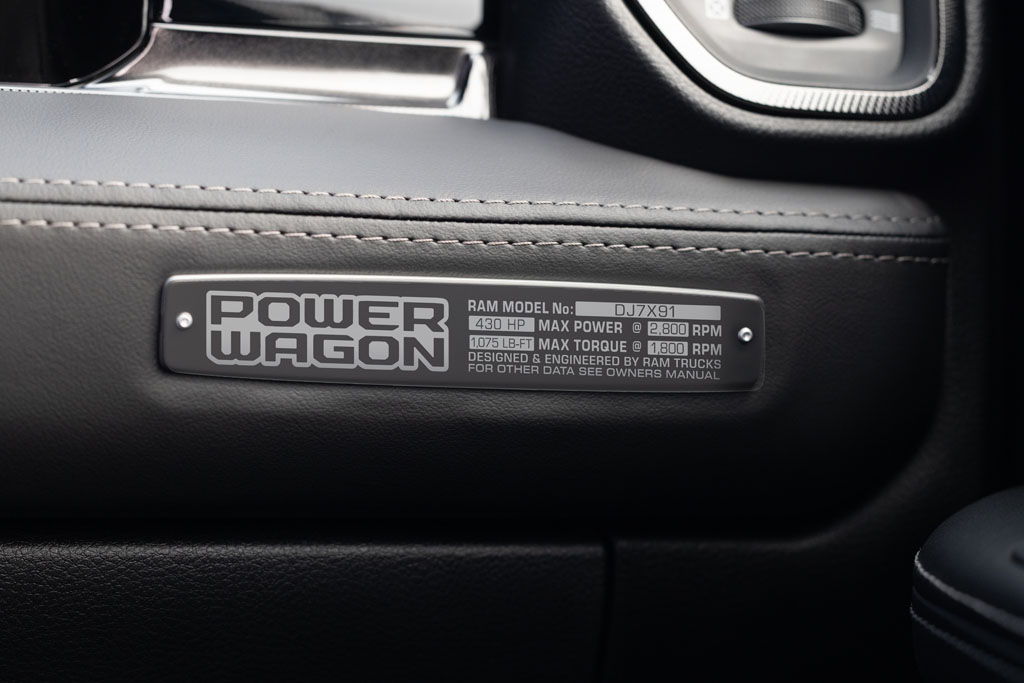 POWER
WAGON
RAM MODEL No: DJ7X91
430 HP MAX POWER @ 2,800 RPM
1,075 LB-FT MAX TORQUE @ 1,800 RPM
DESIGNED & ENGINEERED BY RAM TRUCKS
FOR OTHER DATA SEE OWNERS MANUAL